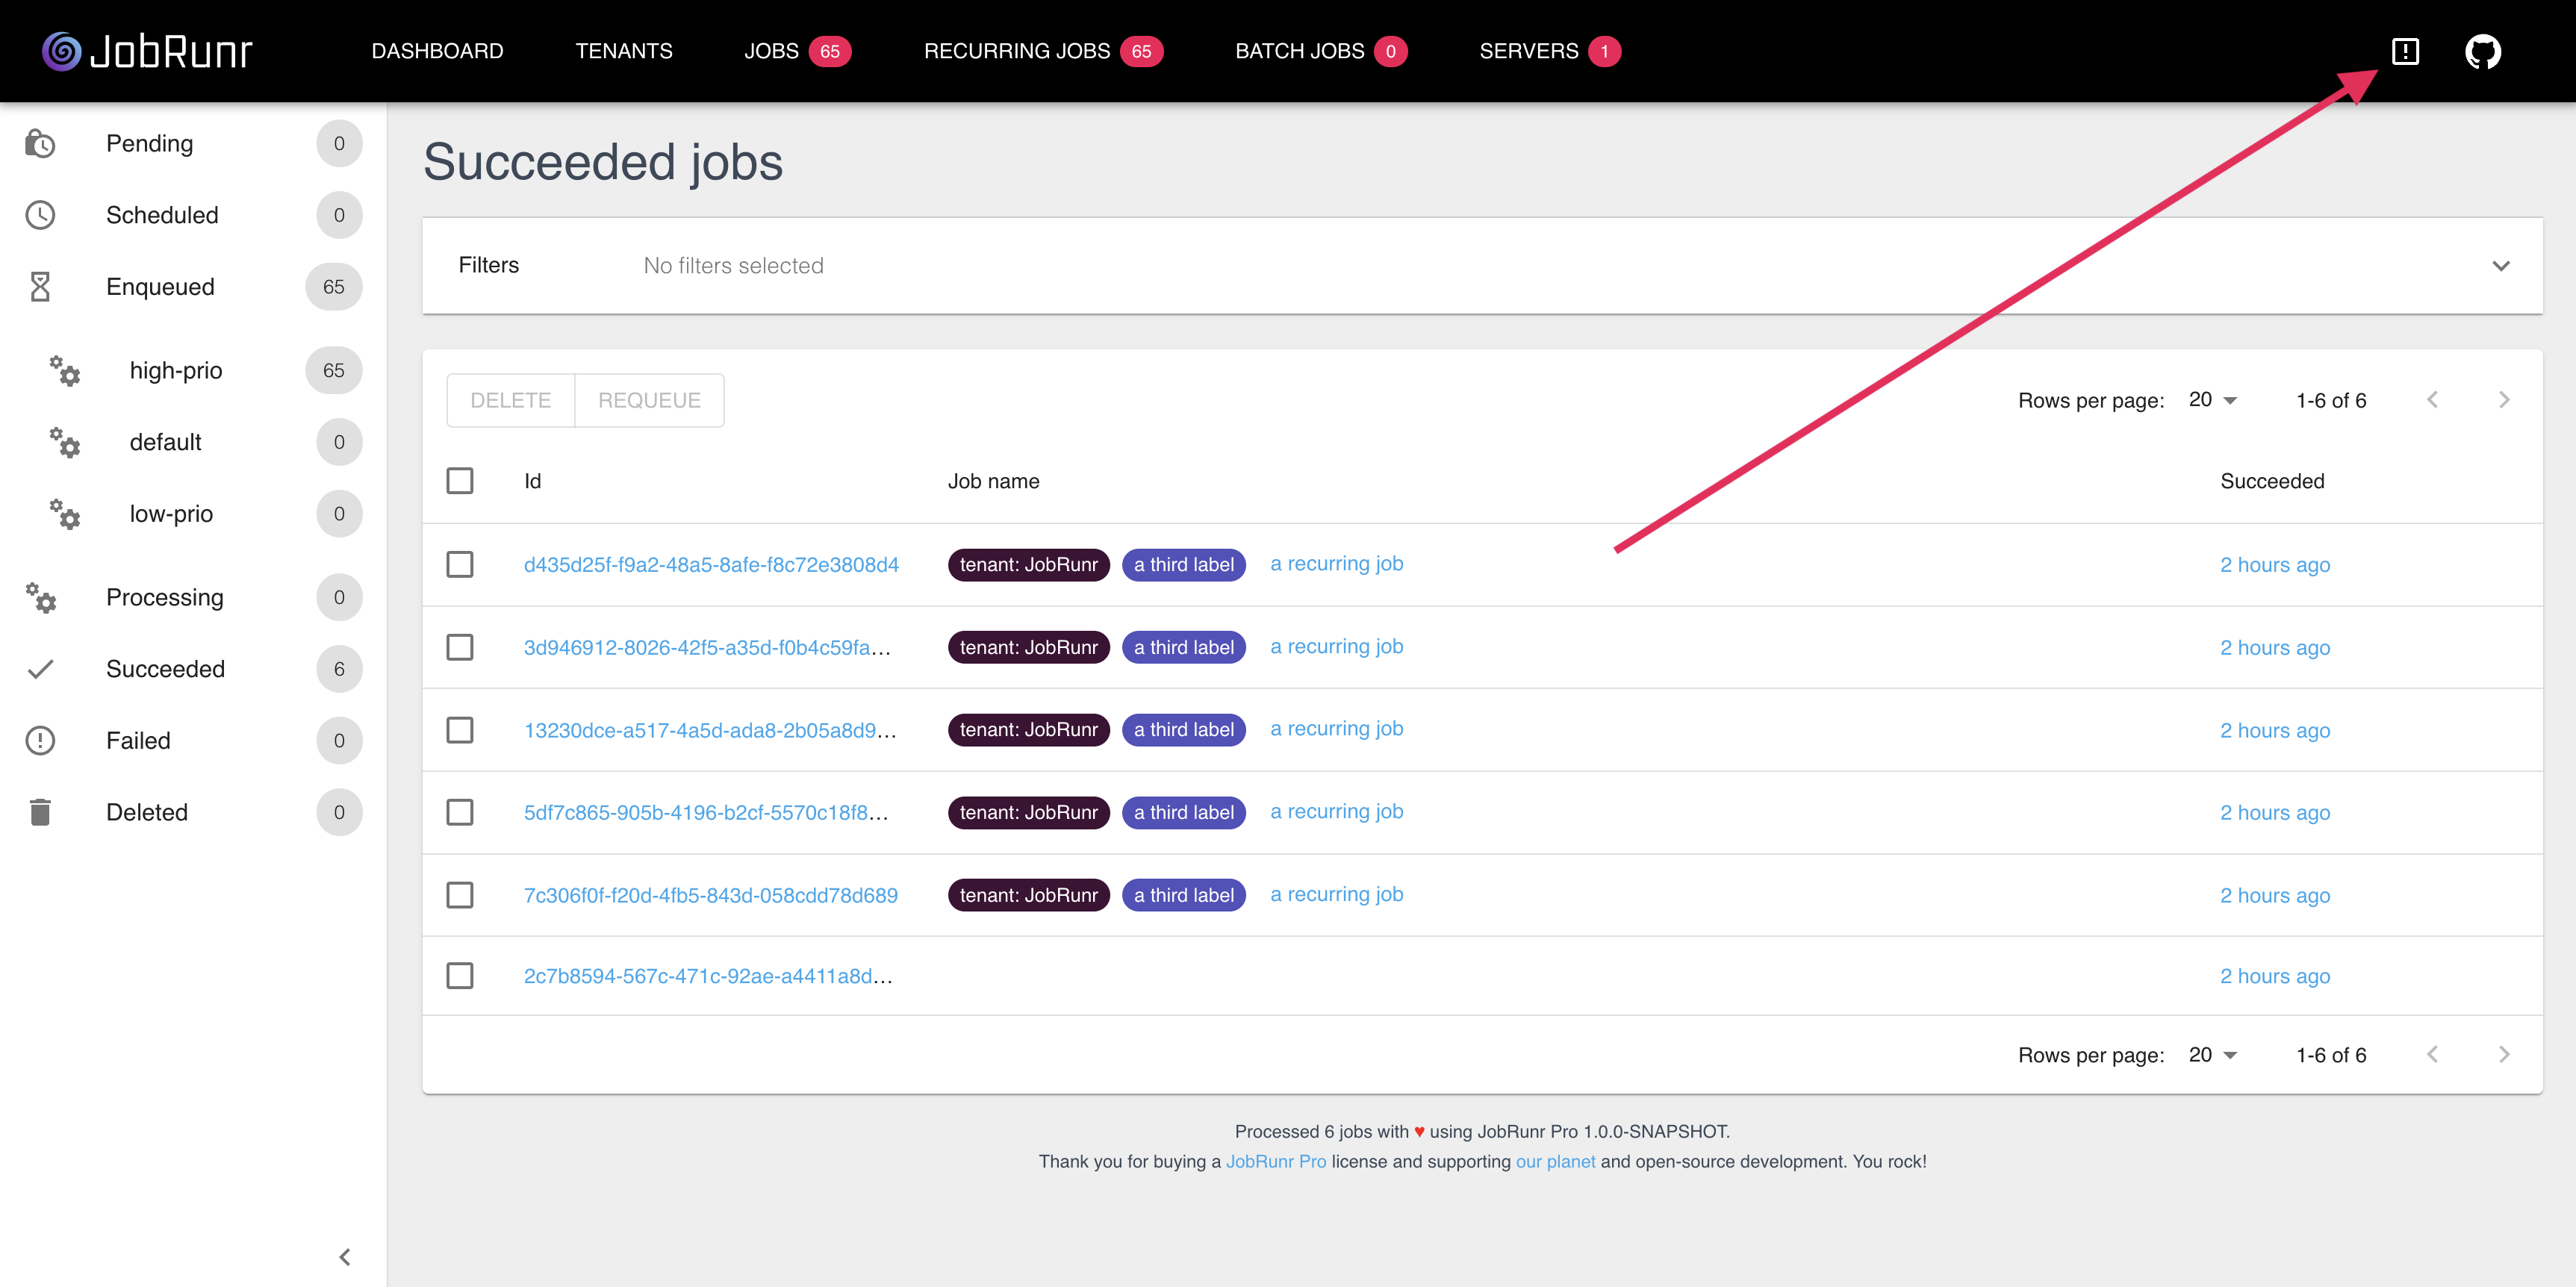 JobRunr DASHBOARD TENANTS JOBS 65 RECURRING JOBS 65 BATCH JOBS 0 SERVERS 1
Pending 0
Scheduled 0
Enqueued 65
high-prio 65
default 0
low-prio 0
Processing 0
Succeeded 6
Failed 0
Deleted 0
Succeeded jobs
Filters No filters selected
DELETE REQUEUE Rows per page: 20 1-6 of 6
Id Job name Succeeded
d435d25f-f9a2-48a5-8afe-f8c72e3808d4 tenant: JobRunr a third label a recurring job 2 hours ago
3d946912-8026-42f5-a35d-f0b4c59fa... tenant: JobRunr a third label a recurring job 2 hours ago
13230dce-a517-4a5d-ada8-2b05a8d9... tenant: JobRunr a third label a recurring job 2 hours ago
5df7c865-905b-4196-b2cf-5570c18f8... tenant: JobRunr a third label a recurring job 2 hours ago
7c306f0f-f20d-4fb5-843d-058cdd78d689 tenant: JobRunr a third label a recurring job 2 hours ago
2c7b8594-567c-471c-92ae-a4411a8d... 2 hours ago
Rows per page: 20 1-6 of 6
Processed 6 jobs with ♥ using JobRunr Pro 1.0.0-SNAPSHOT.
Thank you for buying a JobRunr Pro license and supporting our planet and open-source development. You rock!